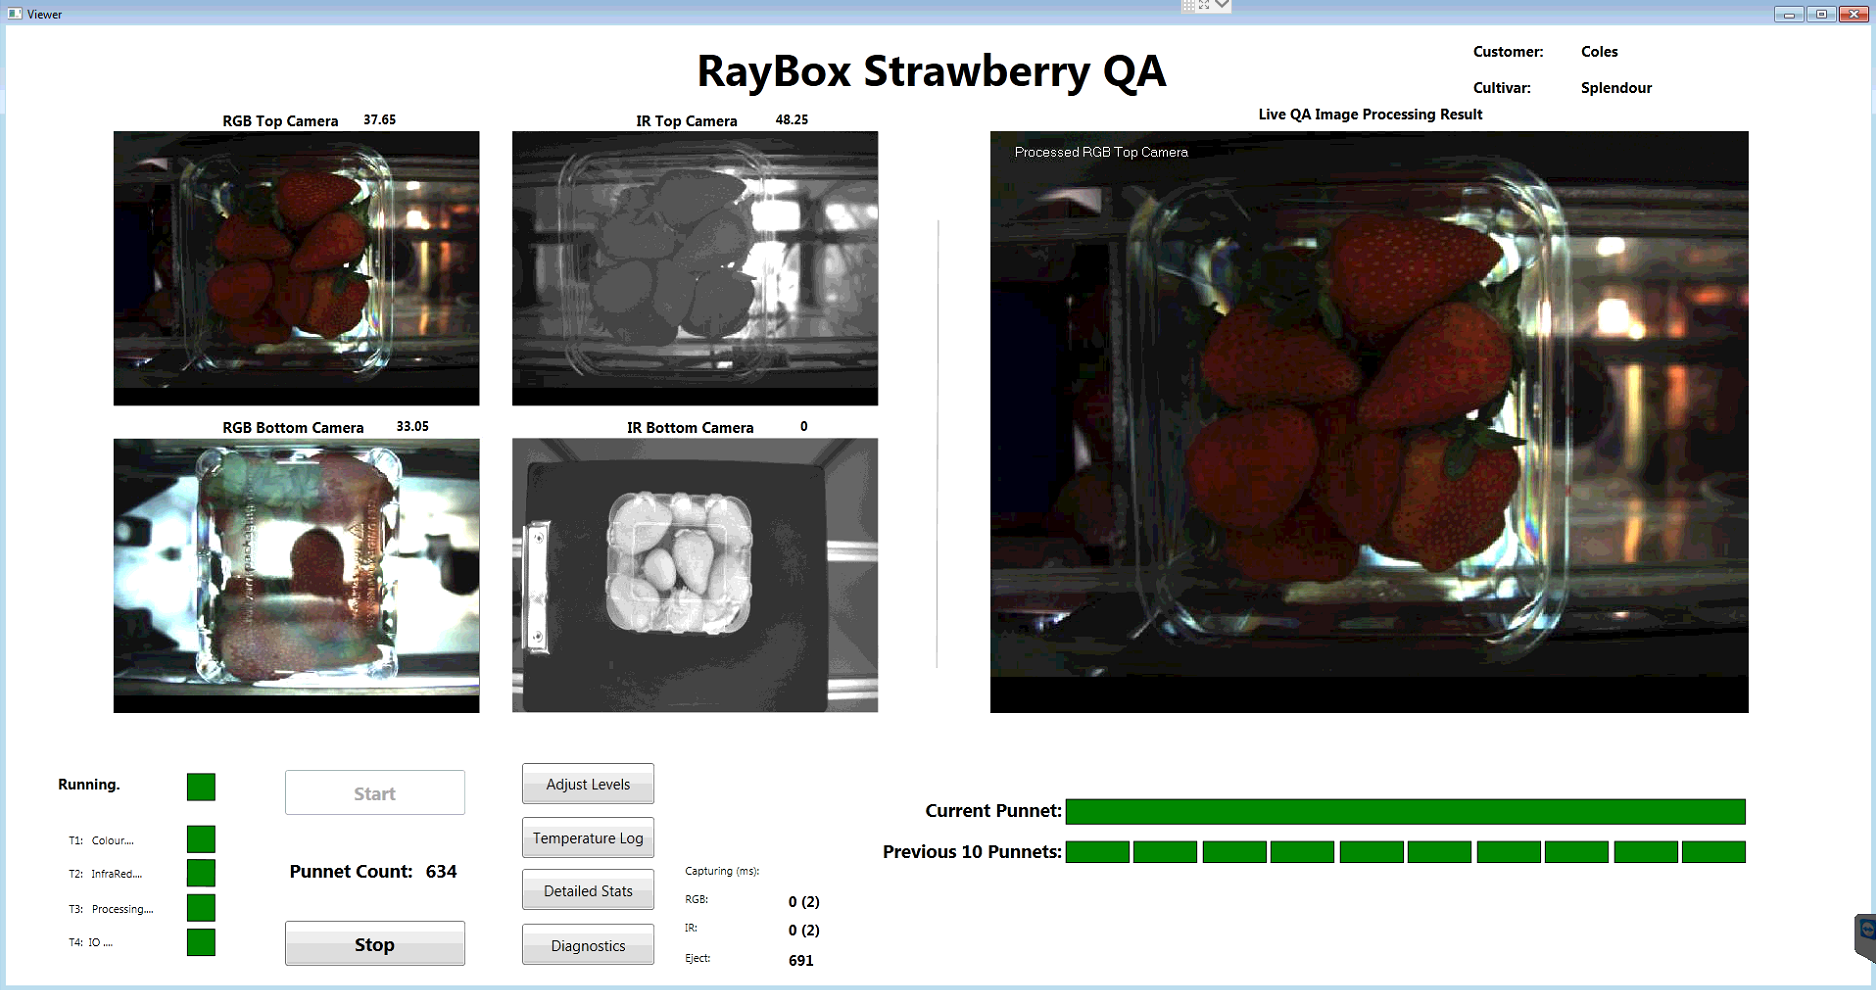 Viewer
RayBox Strawberry QA
Customer: Coles
Cultivar: Splendour
RGB Top Camera 37.65
IR Top Camera 48.25
Live QA Image Processing Result
Processed RGB Top Camera
RGB Bottom Camera 33.05
IR Bottom Camera 0
Running.
T1: Colour....
T2: InfraRed....
T3: Processing....
T4: IO ....
Start
Punnet Count: 634
Stop
Adjust Levels
Temperature Log
Detailed Stats
Diagnostics
Capturing (ms):
RGB: 0 (2)
IR: 0 (2)
Eject: 691
Current Punnet:
Previous 10 Punnets: